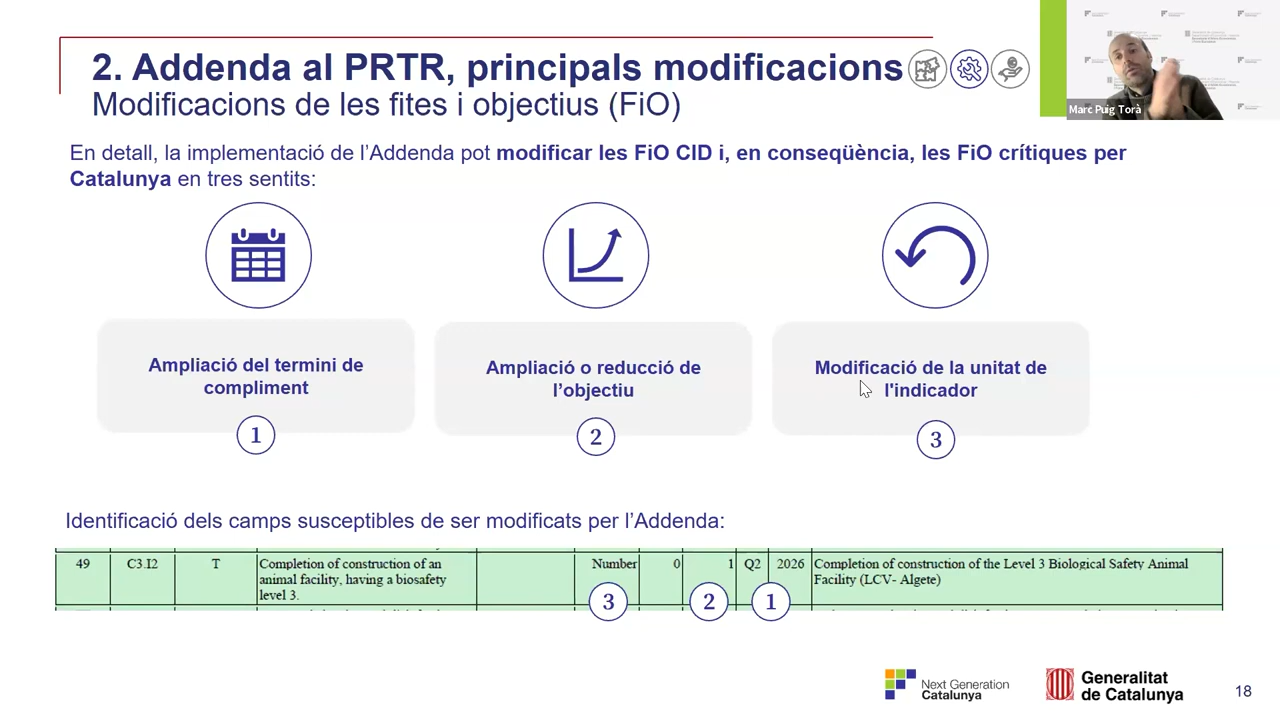 2. Addenda al PRTR, principals modificacions
Modificacions de les fites i objectius (FiO)
Marc Puig Torà
En detall, la implementació de l'Addenda pot modificar les FiO CID i, en conseqüència, les FiO crítiques per
Catalunya en tres sentits:
Ampliació del termini de
compliment
1
Ampliació o reducció de
l'objectiu
2
Modificació de la unitat de
l'indicador
3
Identificació dels camps susceptibles de ser modificats per l'Addenda:
49 C3.I2 T Completion of construction of an Number 0 1 Q2 2026 Completion of construction of the Level 3 Biological Safety Animal
animal facility, having a biosafety Facility (LCV- Algete)
level 3.
3 2 1
Next Generation
Catalunya
Generalitat
de Catalunya
18